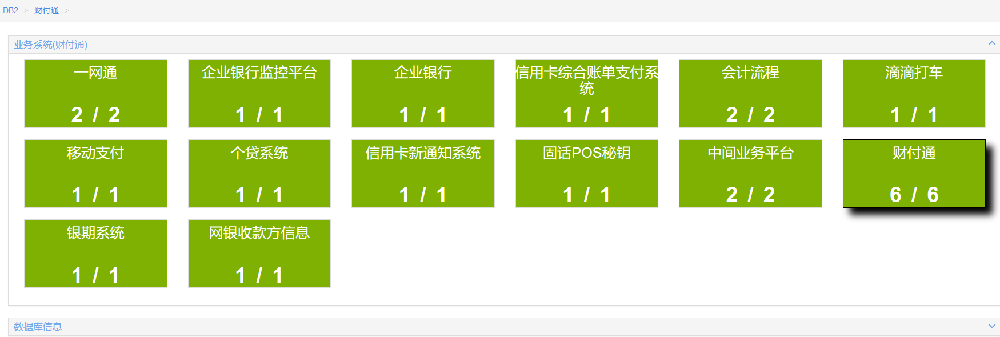 DB2 > 财付通 >
业务系统(财付通)
一网通
企业银行监控平台
企业银行
信用卡综合账单支付系
统
会计流程
滴滴打车
2 / 2
1 / 1
1 / 1
1 / 1
2 / 2
1 / 1
移动支付
个贷系统
信用卡新通知系统
固话POS秘钥
中间业务平台
财付通
1 / 1
1 / 1
1 / 1
1 / 1
2 / 2
6 / 6
银期系统
网银收款方信息
1 / 1
1 / 1
数据库信息